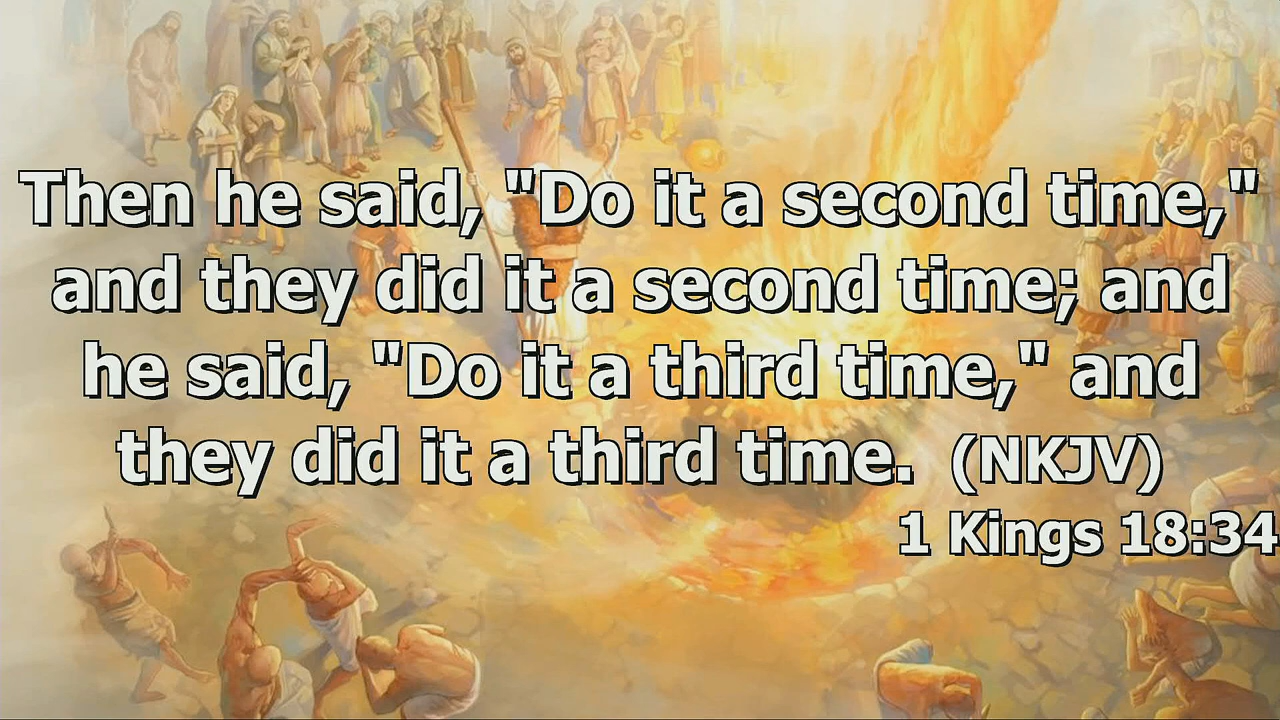 Then he said, "Do it a second time,"
and they did it a second time; and
he said, "Do it a third time," and
they did it a third time. (NKJV)
1 Kings 18:34